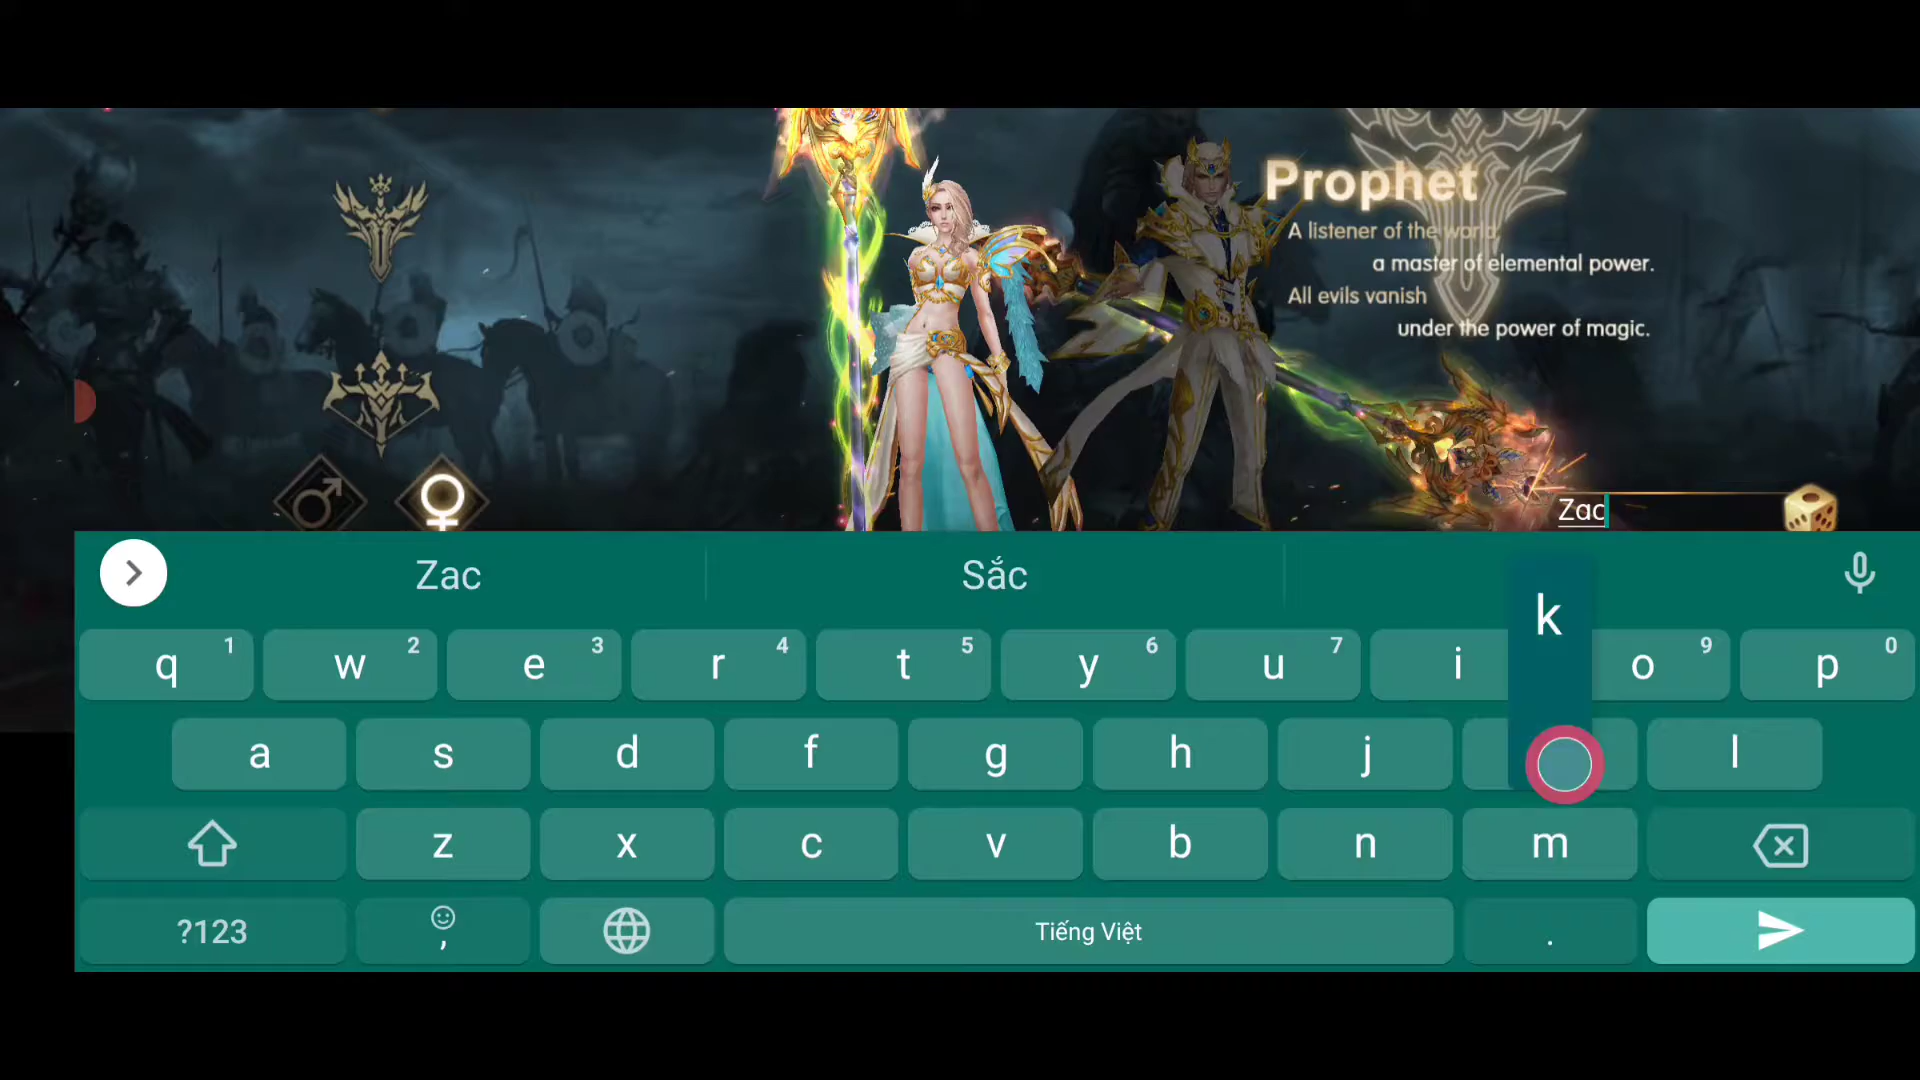 Prophet
A listener of the world,
a master of elemental power.
All evils vanish
under the power of magic.
Zac
Zac Sắc
k
q 1 w 2 e 3 r 4 t 5 y 6 u 7 i o 9 p 0
a s d f g h j l
z x c v b n m
?123 , Tiếng Việt .